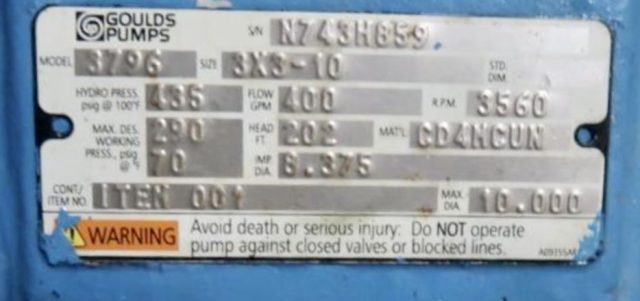 GOULDS PUMPS S/N N743H859
MODEL 3796 SIZE 3X3-10 STD. DIM.
HYDRO PRESS. psig @ 100°F 435 FLOW GPM 400 R.P.M. 3560
MAX. DES. WORKING PRESS., psig @ °F 290 70 HEAD FT. 202 MAT'L. CD4MCUN
IMP DIA. 8.375
CONT./ ITEM NO. ITEM 001 MAX. DIA. 10.000
WARNING Avoid death or serious injury: Do NOT operate
pump against closed valves or blocked lines.